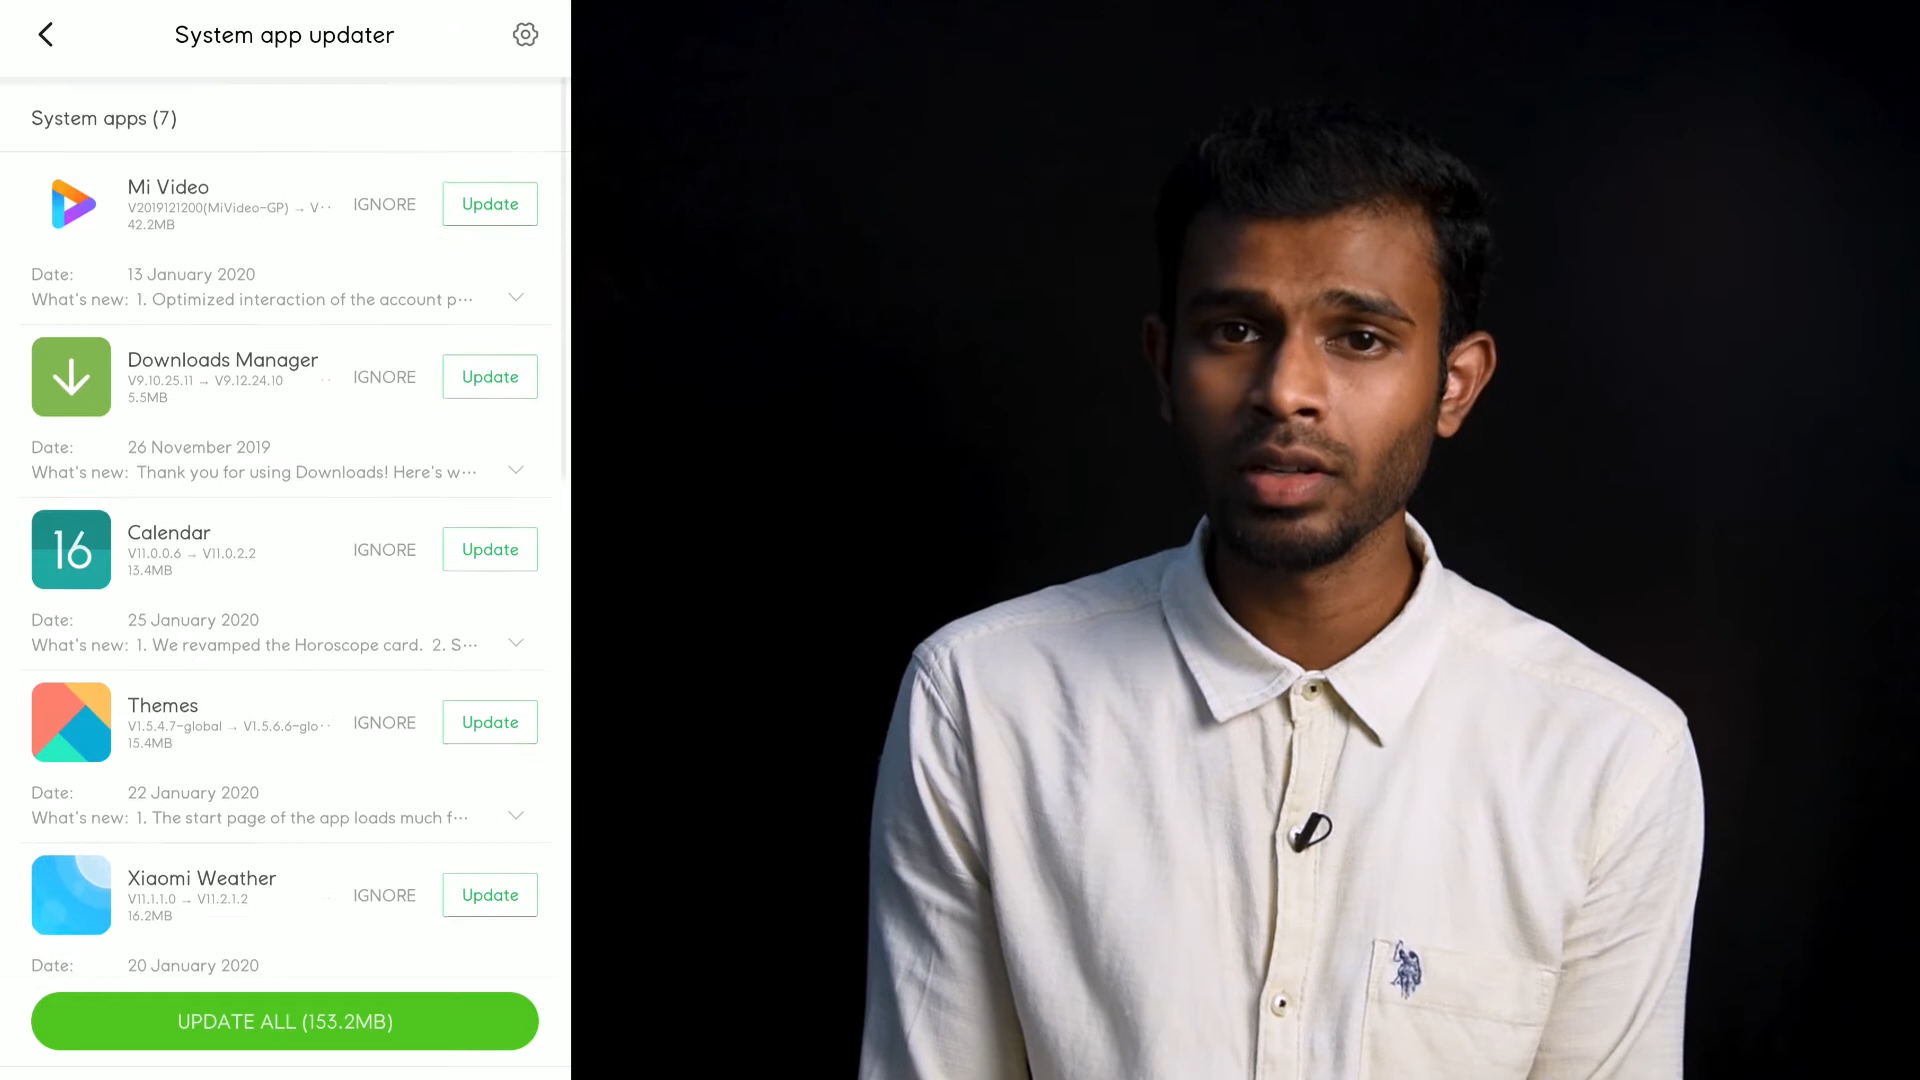 System app updater
System apps (7)
Mi Video
V2019121200(MiVideo-GP) → V··
42.2MB
IGNORE
Update
Date: 13 January 2020
What's new: 1. Optimized interaction of the account p···
Downloads Manager
V9.10.25.11 → V9.12.24.10 ··
5.5MB
IGNORE
Update
Date: 26 November 2019
What's new: Thank you for using Downloads! Here's w···
16
Calendar
V11.0.0.6 → V11.0.2.2
13.4MB
IGNORE
Update
Date: 25 January 2020
What's new: 1. We revamped the Horoscope card. 2. S···
Themes
V1.5.4.7-global → V1.5.6.6-glo··
15.4MB
IGNORE
Update
Date: 22 January 2020
What's new: 1. The start page of the app loads much f···
Xiaomi Weather
V11.1.1.0 → V11.2.1.2
16.2MB
IGNORE
Update
Date: 20 January 2020
UPDATE ALL (153.2MB)